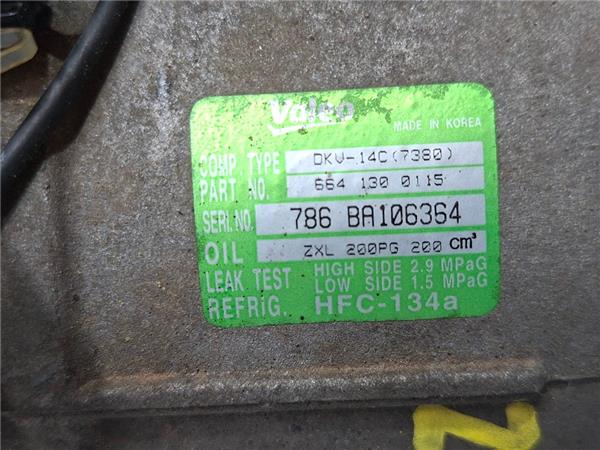 Valeo
MADE IN KOREA
COMP. TYPE DKV-14C(7380)
PART NO. 664 130 0115
SERI.NO. 786 BA106364
OIL ZXL 200PG 200 cm³
LEAK TEST HIGH SIDE 2.9 MPaG
LOW SIDE 1.5 MPaG
REFRIG. HFC-134a